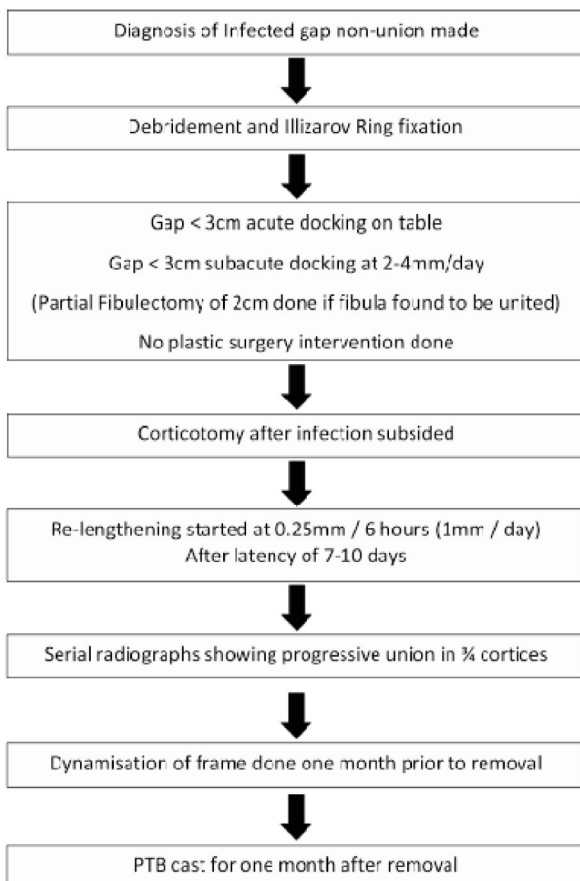 Diagnosis of Infected gap non-union made
Debridement and Illizarov Ring fixation
Gap < 3cm acute docking on table
Gap < 3cm subacute docking at 2-4mm/day
(Partial Fibulectomy of 2cm done if fibula found to be united)
No plastic surgery intervention done
Corticotomy after infection subsided
Re-lengthening started at 0.25mm / 6 hours (1mm / day)
After latency of 7-10 days
Serial radiographs showing progressive union in ¾ cortices
Dynamisation of frame done one month prior to removal
PTB cast for one month after removal